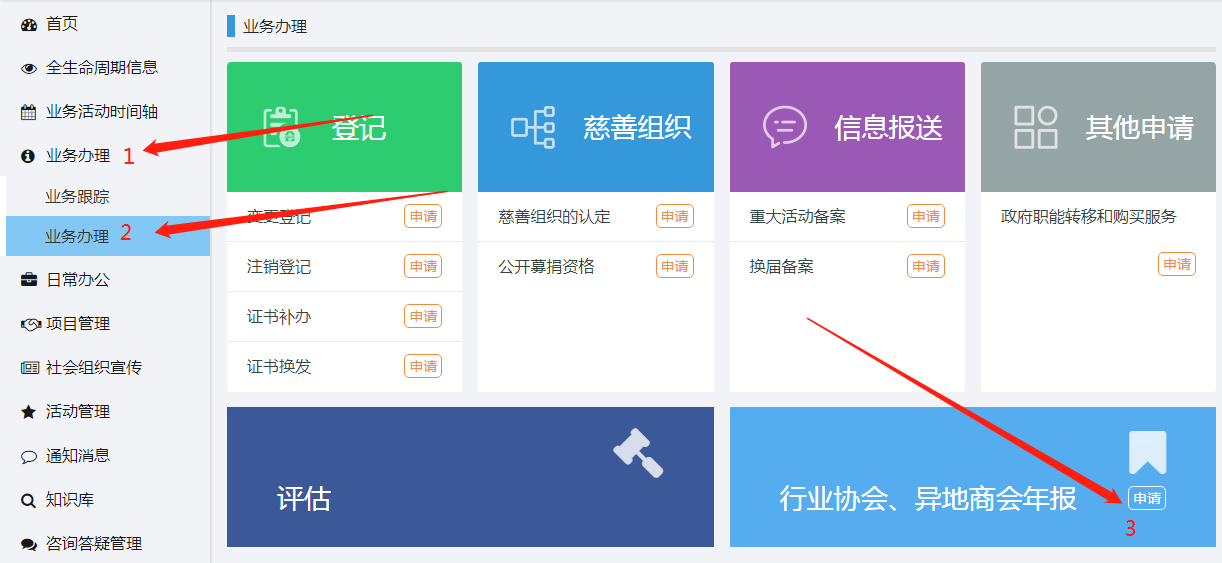 首页
全生命周期信息
业务活动时间轴
业务办理 1
业务跟踪
业务办理 2
日常办公
项目管理
社会组织宣传
活动管理
通知消息
知识库
咨询答疑管理
业务办理
登记
变更登记 申请
注销登记 申请
证书补办 申请
证书换发 申请
慈善组织
慈善组织的认定 申请
公开募捐资格 申请
信息报送
重大活动备案 申请
换届备案 申请
其他申请
政府职能转移和购买服务
申请
评估
行业协会、异地商会年报 申请
3